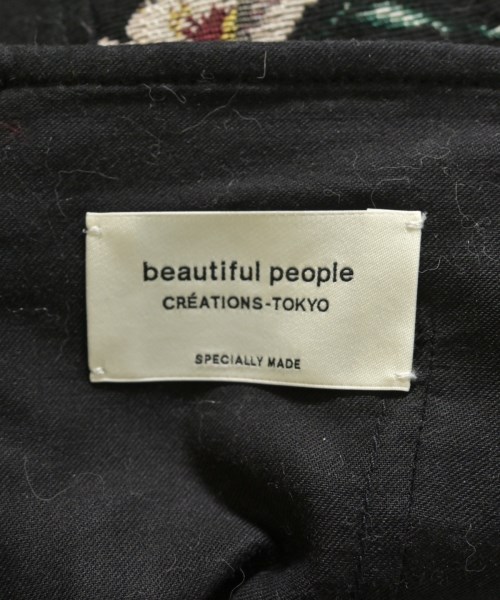 beautiful people
CRÉATIONS-TOKYO
SPECIALLY MADE